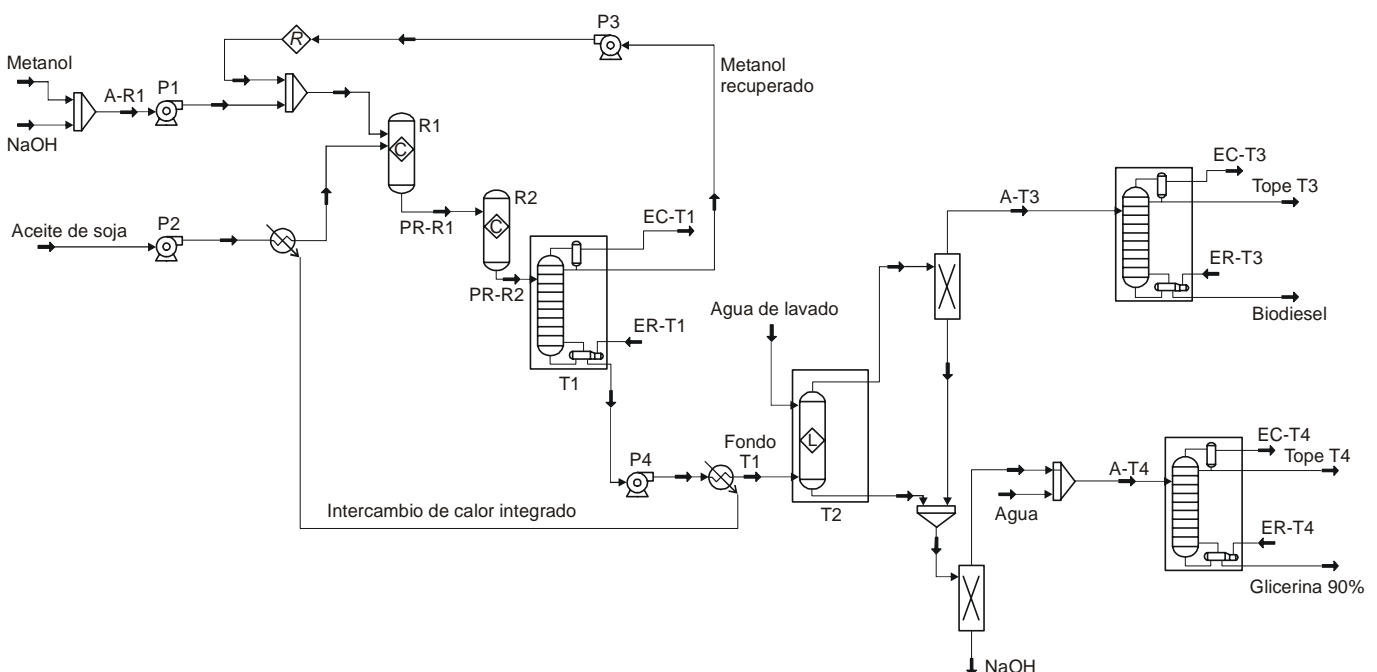 P3
R
Metanol
A-R1
P1
NaOH
Metanol
recuperado
R1
C
EC-T3
Tope T3
R2
C
A-T3
PR-R1
EC-T1
Aceite de soja
P2
ER-T3
PR-R2
Biodiesel
Agua de lavado
ER-T1
T1
EC-T4
Tope T4
Fondo
T1
L
P4
A-T4
Agua
Intercambio de calor integrado
T2
ER-T4
Glicerina 90%
NaOH